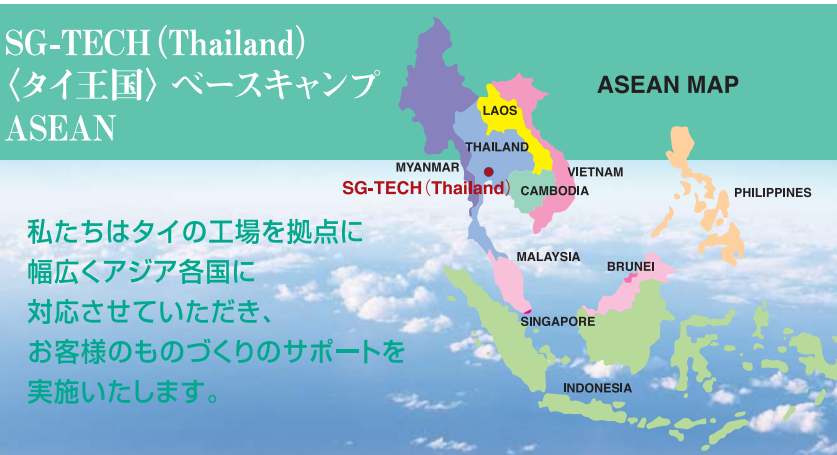 SG-TECH（Thailand）
〈タイ王国〉ベースキャンプ
ASEAN
ASEAN MAP
LAOS
THAILAND
MYANMAR
VIETNAM
SG-TECH（Thailand）
CAMBODIA
PHILIPPINES
私たちはタイの工場を拠点に
幅広くアジア各国に
対応させていただき、
お客様のものづくりのサポートを
実施いたします。
MALAYSIA
BRUNEI
SINGAPORE
INDONESIA